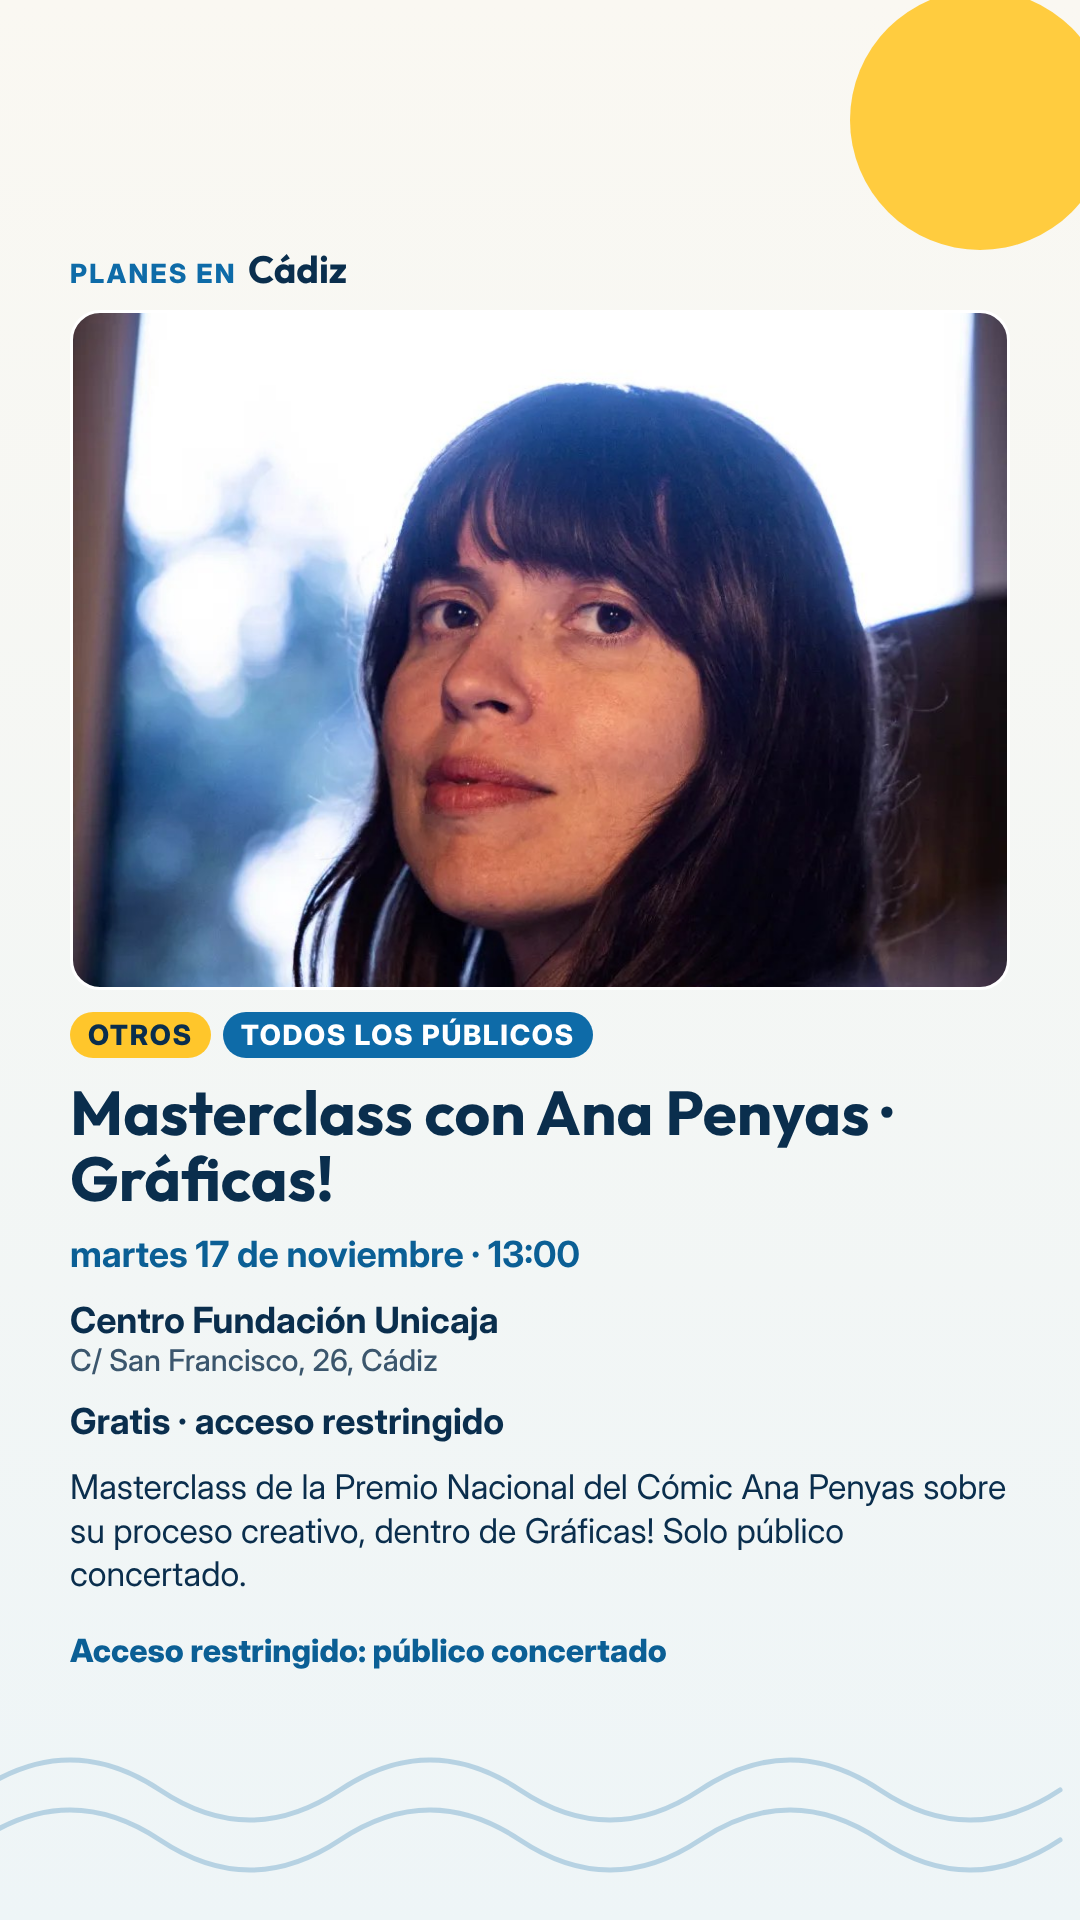 PLANES EN Cádiz
OTROS TODOS LOS PÚBLICOS
Masterclass con Ana Penyas ·
Gráficas!
martes 17 de noviembre · 13:00
Centro Fundación Unicaja
C/ San Francisco, 26, Cádiz
Gratis · acceso restringido
Masterclass de la Premio Nacional del Cómic Ana Penyas sobre
su proceso creativo, dentro de Gráficas! Solo público
concertado.
Acceso restringido: público concertado